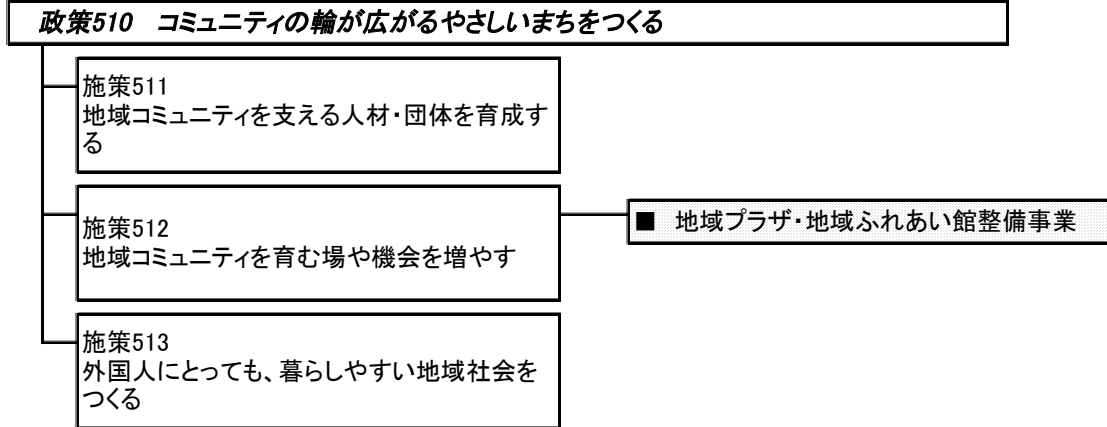 政策510　コミュニティの輪が広がるやさしいまちをつくる
施策511
地域コミュニティを支える人材・団体を育成す
る
施策512
地域コミュニティを育む場や機会を増やす
■　地域プラザ・地域ふれあい館整備事業
施策513
外国人にとっても、暮らしやすい地域社会を
つくる